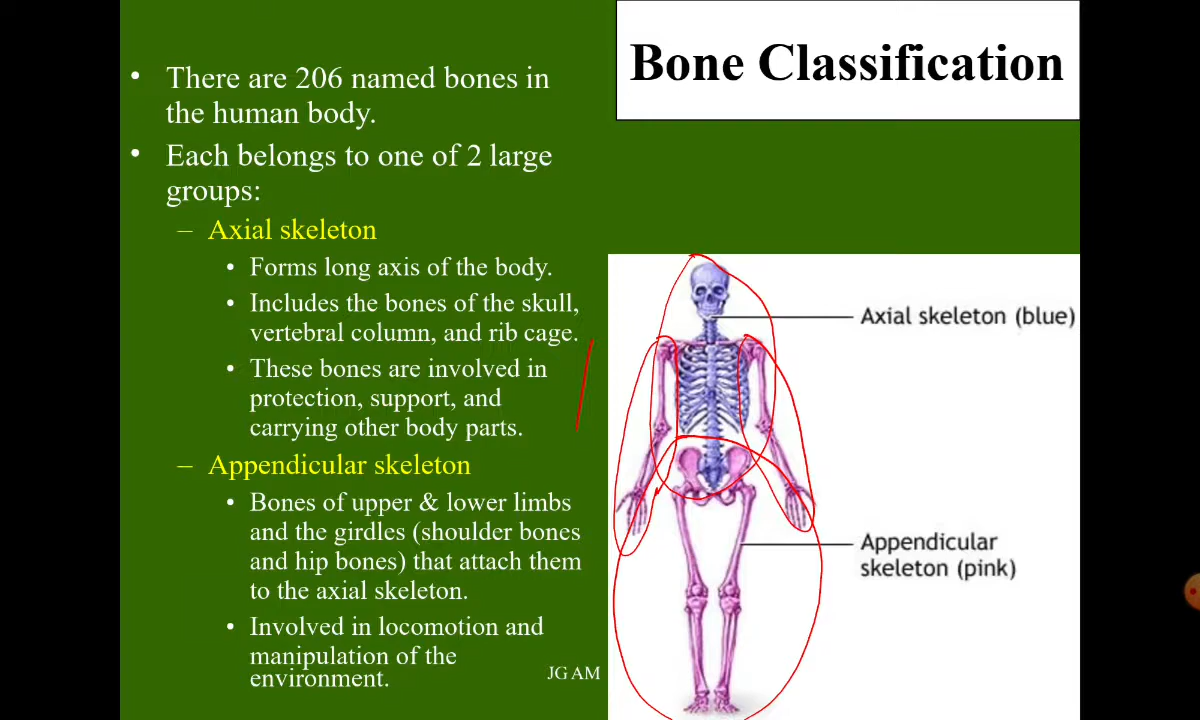 Bone Classification
• There are 206 named bones in
the human body.
• Each belongs to one of 2 large
groups:
– Axial skeleton
• Forms long axis of the body.
• Includes the bones of the skull,
vertebral column, and rib cage.
• These bones are involved in
protection, support, and
carrying other body parts.
– Appendicular skeleton
• Bones of upper & lower limbs
and the girdles (shoulder bones
and hip bones) that attach them
to the axial skeleton.
• Involved in locomotion and
manipulation of the
environment.
JG AM
Axial skeleton (blue)
Appendicular
skeleton (pink)